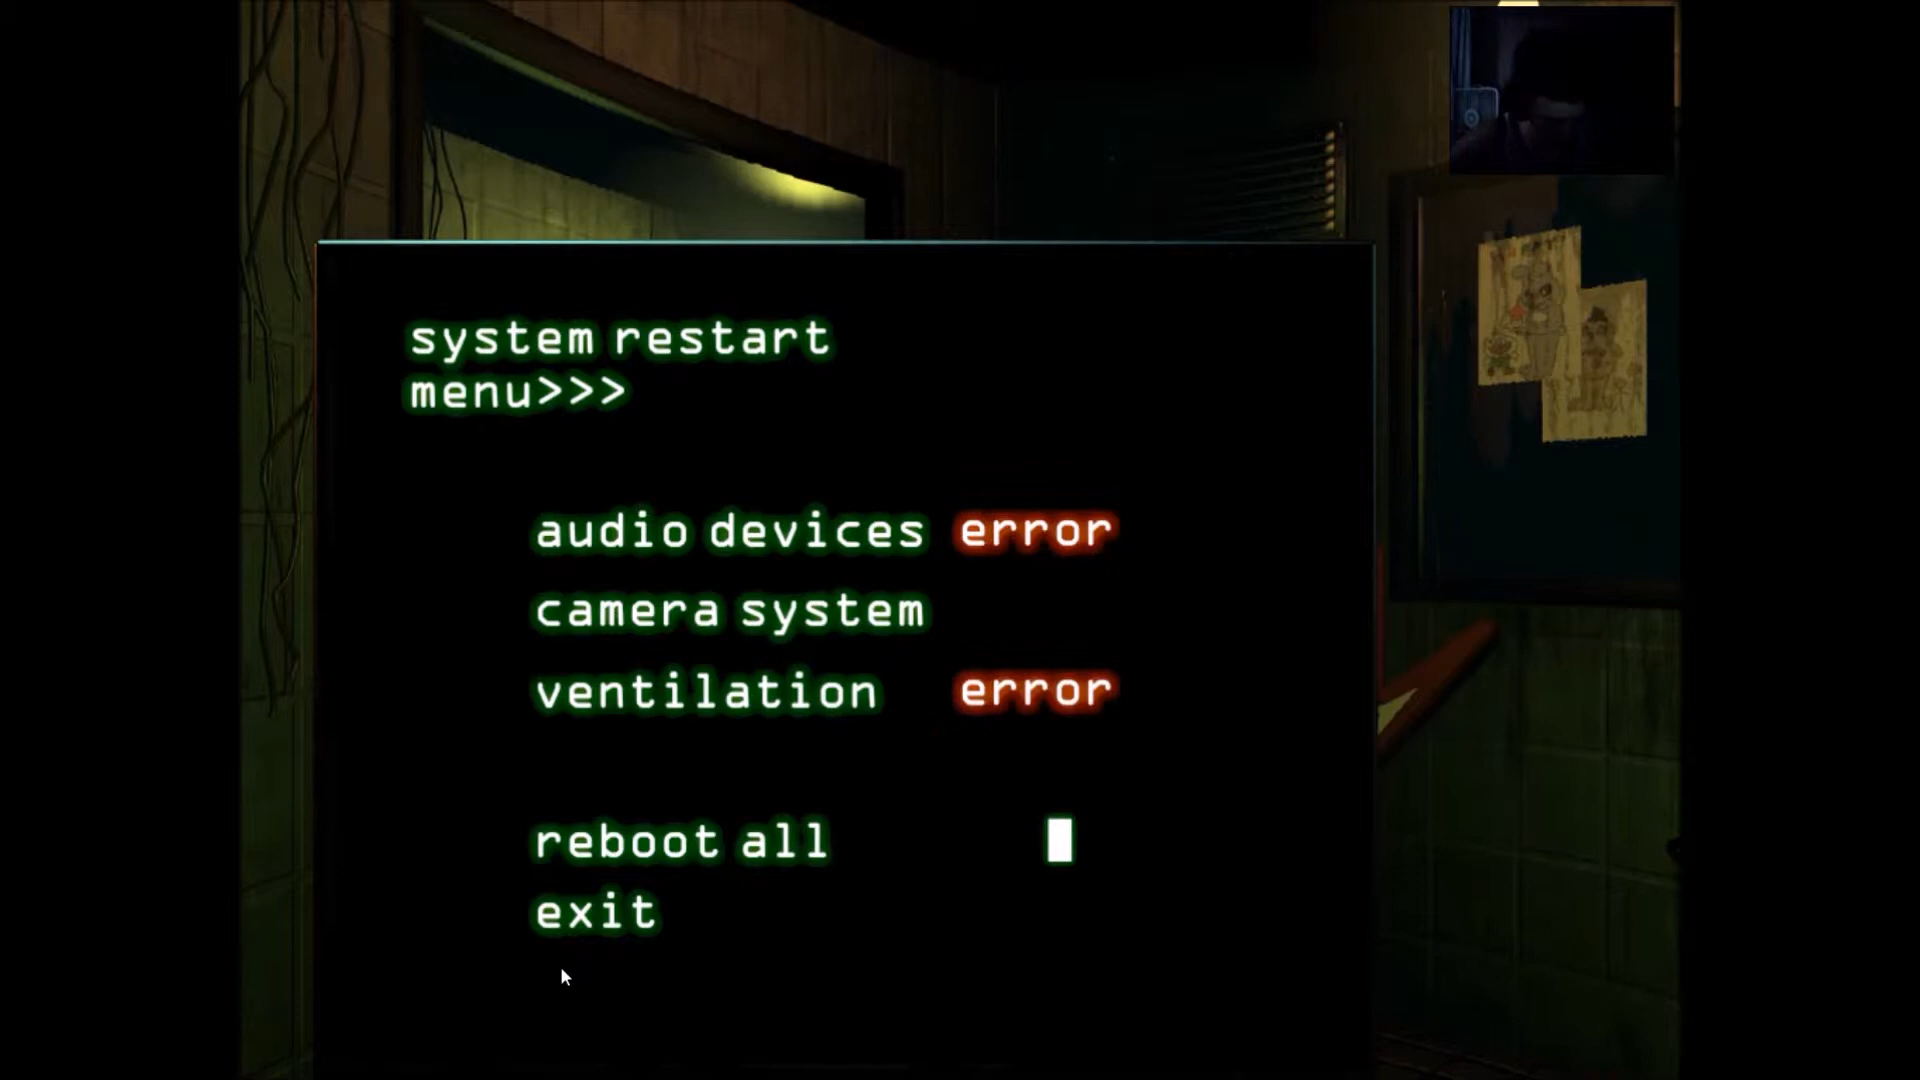 system restart
menu>>>
audio devices error
camera system
ventilation error
reboot all
exit